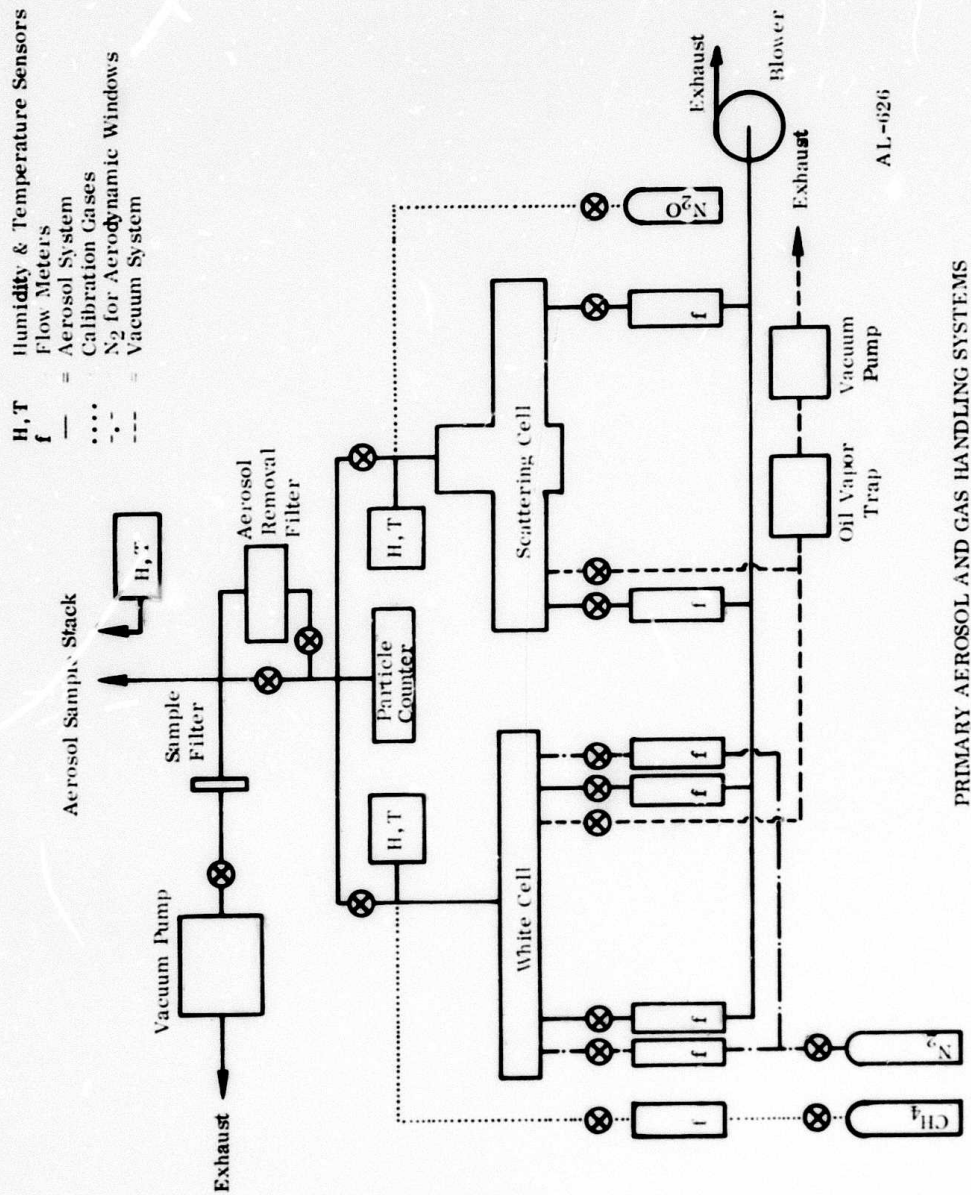 H,T Humidity & Temperature Sensors
f Flow Meters
— = Aerosol System
.... Calibration Gases
-.- N2 for Aerodynamic Windows
--- = Vacuum System
Aerosol Sample Stack
H,T
Sample
Filter
Aerosol
Removal
Filter
Vacuum Pump
Exhaust
H,T
Particle
Counter
H,T
White Cell
Scattering Cell
f
f
f
f
f
f
f
CH4
N2
N2O
Exhaust
Blower
Oil Vapor
Trap
Vacuum
Pump
Exhaust
AL-626
PRIMARY AEROSOL AND GAS HANDLING SYSTEMS